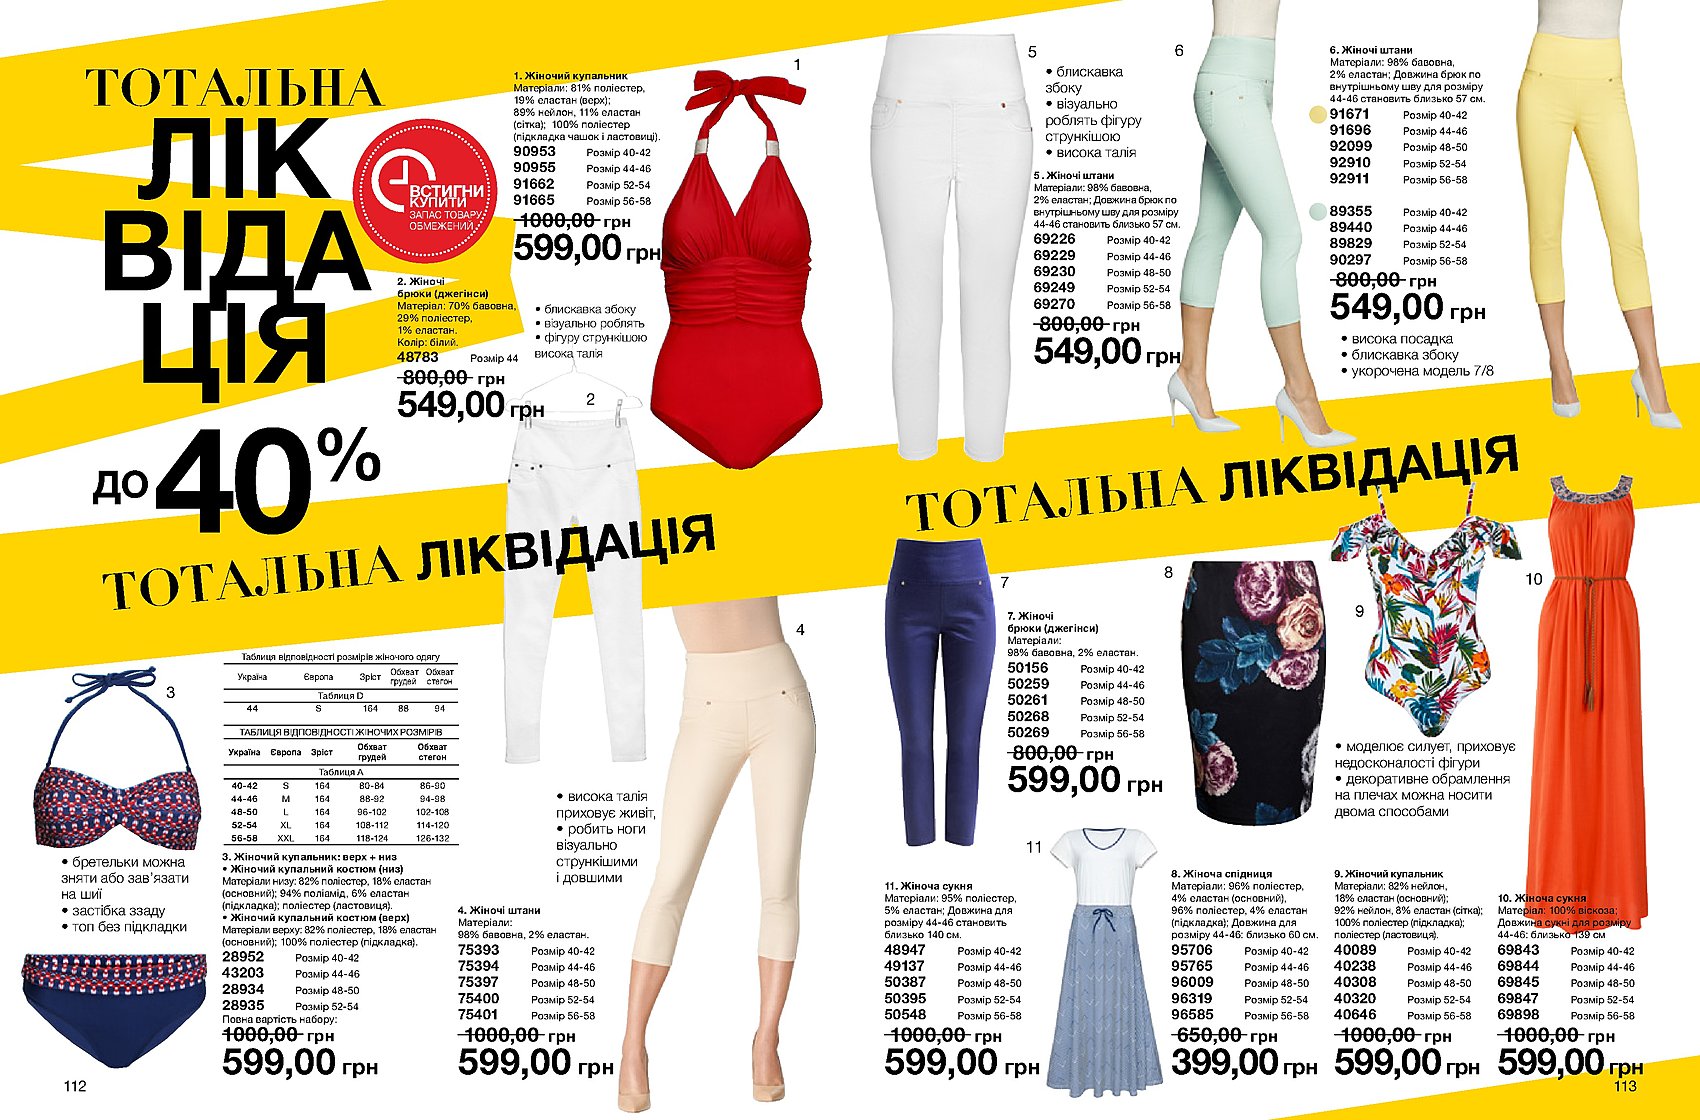 ТОТАЛЬНА
ЛІК
ВІДА
ЦІЯ
до 40%
ВСТИГНИ
КУПИТИ
ЗАПАС ТОВАРУ
ОБМЕЖЕНИЙ
1. Жіночий купальник
Матеріали: 81% поліестер,
19% еластан (верх);
89% нейлон, 11% еластан
(сітка); 100% поліестер
(підкладка чашок і ластовиці).
90953 Розмір 40-42
90955 Розмір 44-46
91662 Розмір 52-54
91665 Розмір 56-58
1000,00 грн
599,00 грн
1
2. Жіночі
брюки (джегінси)
Матеріал: 70% бавовна,
29% поліестер,
1% еластан.
Колір: білий.
48783 Розмір 44
800,00 грн
549,00 грн
• блискавка збоку
• візуально роблять
• фігуру стрункішою
висока талія
2
ТОТАЛЬНА ЛІКВІДАЦІЯ
3
• бретельки можна
зняти або зав’язати
на шиї
• застібка ззаду
• топ без підкладки
Таблиця відповідності розмірів жіночого одягу
Україна Європа Зріст Обхват грудей Обхват стегон
Таблиця D
44 S 164 88 94
ТАБЛИЦЯ ВІДПОВІДНОСТІ ЖІНОЧИХ РОЗМІРІВ
Україна Європа Зріст Обхват грудей Обхват стегон
Таблиця A
40-42 S 164 80-84 86-90
44-46 M 164 88-92 94-98
48-50 L 164 96-102 102-108
52-54 XL 164 108-112 114-120
56-58 XXL 164 118-124 126-132
3. Жіночий купальник: верх + низ
• Жіночий купальний костюм (низ)
Матеріали низу: 82% поліестер, 18% еластан
(основний); 94% поліамід, 6% еластан
(підкладка); поліестер (ластовиця).
• Жіночий купальний костюм (верх)
Матеріали верху: 82% поліестер, 18% еластан
(основний); 100% поліестер (підкладка).
28952 Розмір 40-42
43203 Розмір 44-46
28934 Розмір 48-50
28935 Розмір 52-54
Повна вартість набору:
1000,00 грн
599,00 грн
4
• висока талія
приховує живіт,
• робить ноги
візуально
стрункішими
і довшими
4. Жіночі штани
Матеріали:
98% бавовна, 2% еластан.
75393 Розмір 40-42
75394 Розмір 44-46
75397 Розмір 48-50
75400 Розмір 52-54
75401 Розмір 56-58
1000,00 грн
599,00 грн
112
5
• блискавка
збоку
• візуально
роблять фігуру
стрункішою
• висока талія
5 . Жіночі штани
Матеріали: 98% бавовна,
2% еластан; Довжина брюк по
внутрішньому шву для розміру
44-46 становить близько 57 см.
69226 Розмір 40-42
69229 Розмір 44-46
69230 Розмір 48-50
69249 Розмір 52-54
69270 Розмір 56-58
800,00 грн
549,00 грн
6
6. Жіночі штани
Матеріали: 98% бавовна,
2% еластан; Довжина брюк по
внутрішньому шву для розміру
44-46 становить близько 57 см.
91671 Розмір 40-42
91696 Розмір 44-46
92099 Розмір 48-50
92910 Розмір 52-54
92911 Розмір 56-58
89355 Розмір 40-42
89440 Розмір 44-46
89829 Розмір 52-54
90297 Розмір 56-58
800,00 грн
549,00 грн
• висока посадка
• блискавка збоку
• укорочена модель 7/8
ТОТАЛЬНА ЛІКВІДАЦІЯ
7
7. Жіночі
брюки (джегінси)
Матеріали:
98% бавовна, 2% еластан.
50156 Розмір 40-42
50259 Розмір 44-46
50261 Розмір 48-50
50268 Розмір 52-54
50269 Розмір 56-58
800,00 грн
599,00 грн
8
9
• моделює силует, приховує
недосконалості фігури
• декоративне обрамлення
на плечах можна носити
двома способами
10
11
11. Жіноча сукня
Матеріали: 95% поліестер,
5% еластан; Довжина для
розміру 44-46 становить
близько 140 см.
48947 Розмір 40-42
49137 Розмір 44-46
50387 Розмір 48-50
50395 Розмір 52-54
50548 Розмір 56-58
1000,00 грн
599,00 грн
8. Жіноча спідниця
Матеріали: 96% поліестер,
4% еластан (основний),
96% поліестер, 4% еластан
(підкладка); Довжина для
розміру 44-46: близько 60 см.
95706 Розмір 40-42
95765 Розмір 44-46
96009 Розмір 48-50
96319 Розмір 52-54
96585 Розмір 56-58
650,00 грн
399,00 грн
9. Жіночий купальник
Матеріали: 82% нейлон,
18% еластан (основний);
92% нейлон, 8% еластан (сітка);
100% поліестер (підкладка);
поліестер (ластовиця).
40089 Розмір 40-42
40238 Розмір 44-46
40308 Розмір 48-50
40320 Розмір 52-54
40646 Розмір 56-58
1000,00 грн
599,00 грн
10. Жіноча сукня
Матеріал: 100% віскоза;
Довжина сукні для розміру
44-46: близько 139 см
69843 Розмір 40-42
69844 Розмір 44-46
69845 Розмір 48-50
69847 Розмір 52-54
69898 Розмір 56-58
1000,00 грн
599,00 грн
113